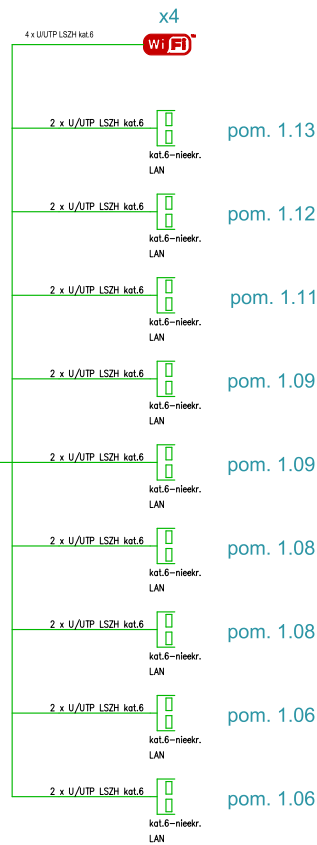 x4
4 x U/UTP LSZH kat.6
WiFi
2 x U/UTP LSZH kat.6
pom. 1.13
kat.6-nieekr.
LAN
2 x U/UTP LSZH kat.6
pom. 1.12
kat.6-nieekr.
LAN
2 x U/UTP LSZH kat.6
pom. 1.11
kat.6-nieekr.
LAN
2 x U/UTP LSZH kat.6
pom. 1.09
kat.6-nieekr.
LAN
2 x U/UTP LSZH kat.6
pom. 1.09
kat.6-nieekr.
LAN
2 x U/UTP LSZH kat.6
pom. 1.08
kat.6-nieekr.
LAN
2 x U/UTP LSZH kat.6
pom. 1.08
kat.6-nieekr.
LAN
2 x U/UTP LSZH kat.6
pom. 1.06
kat.6-nieekr.
LAN
2 x U/UTP LSZH kat.6
pom. 1.06
kat.6-nieekr.
LAN